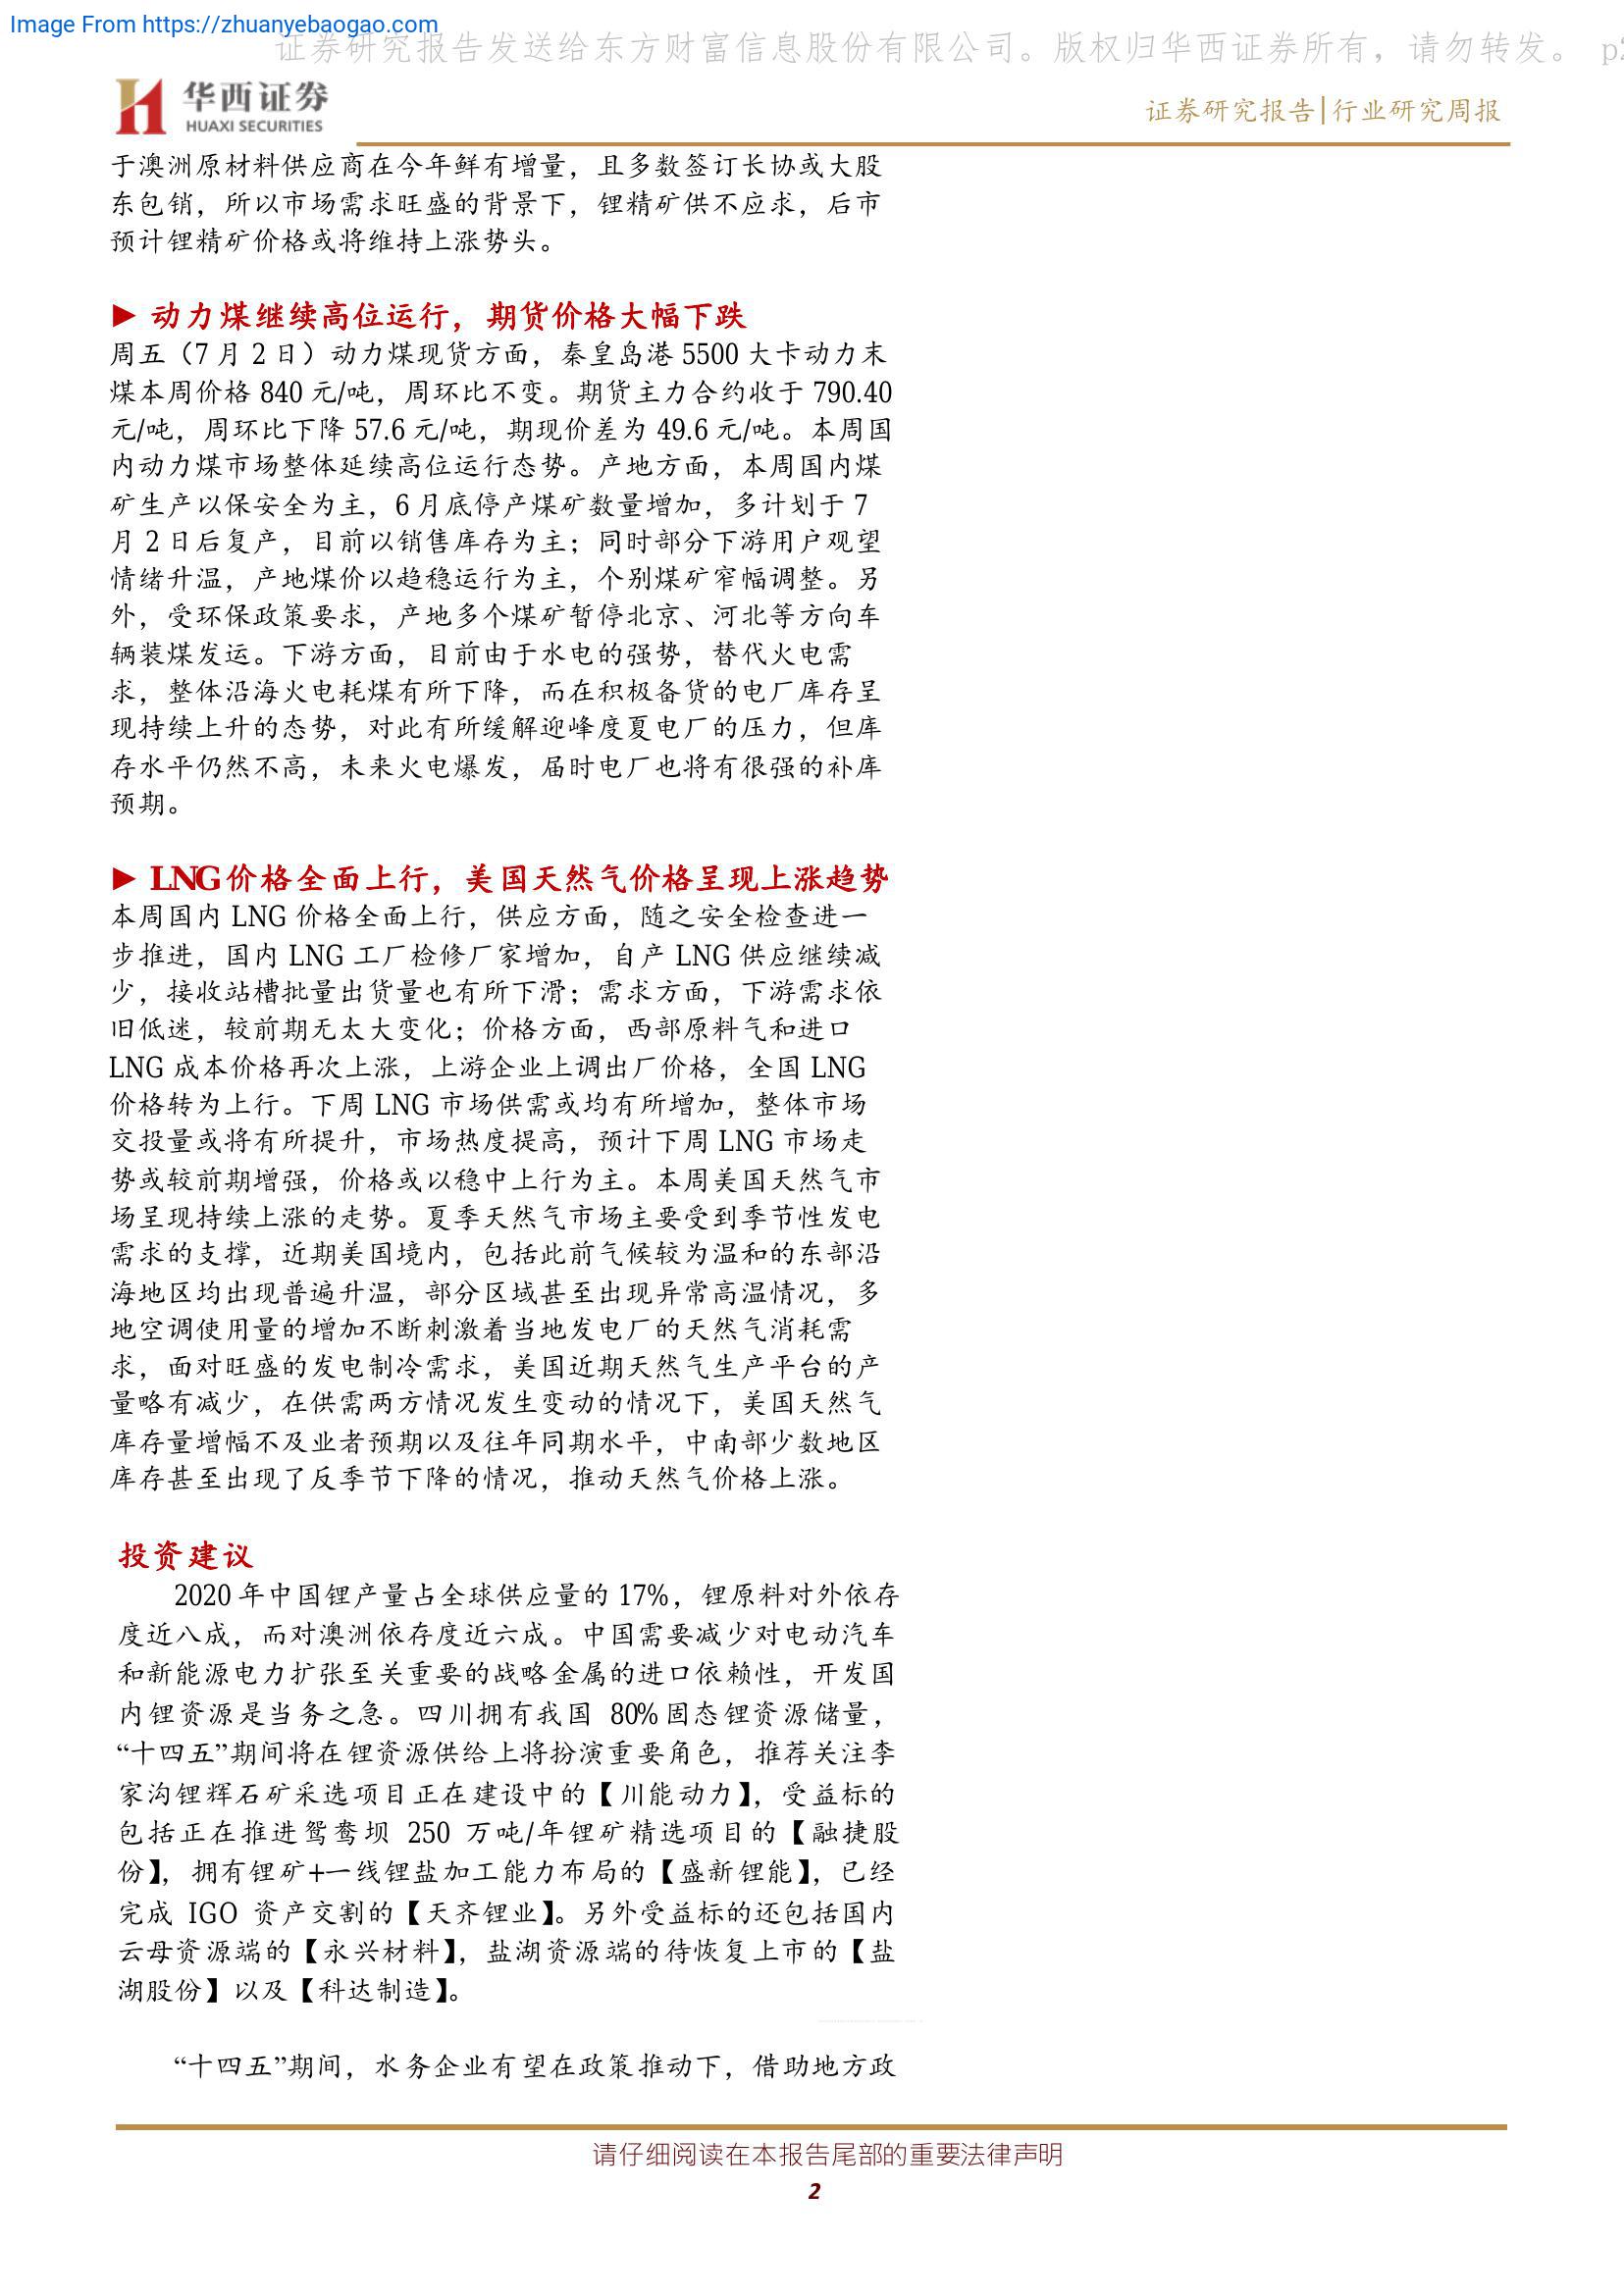 Image From https://zhuanyebaogao.com
证券研究报告发送给东方财富信息股份有限公司。版权归华西证券所有，请勿转发。 p2
华西证券
HUAXI SECURITIES
证券研究报告|行业研究周报
于澳洲原材料供应商在今年鲜有增量，且多数签订长协或大股
东包销，所以市场需求旺盛的背景下，锂精矿供不应求，后市
预计锂精矿价格或将维持上涨势头。
► 动力煤继续高位运行，期货价格大幅下跌
周五（7 月 2 日）动力煤现货方面，秦皇岛港 5500 大卡动力末
煤本周价格 840 元/吨，周环比不变。期货主力合约收于 790.40
元/吨，周环比下降 57.6 元/吨，期现价差为 49.6 元/吨。本周国
内动力煤市场整体延续高位运行态势。产地方面，本周国内煤
矿生产以保安全为主，6 月底停产煤矿数量增加，多计划于 7
月 2 日后复产，目前以销售库存为主；同时部分下游用户观望
情绪升温，产地煤价以趋稳运行为主，个别煤矿窄幅调整。另
外，受环保政策要求，产地多个煤矿暂停北京、河北等方向车
辆装煤发运。下游方面，目前由于水电的强势，替代火电需
求，整体沿海火电耗煤有所下降，而在积极备货的电厂库存呈
现持续上升的态势，对此有所缓解迎峰度夏电厂的压力，但库
存水平仍然不高，未来火电爆发，届时电厂也将有很强的补库
预期。
► LNG价格全面上行，美国天然气价格呈现上涨趋势
本周国内 LNG 价格全面上行，供应方面，随之安全检查进一
步推进，国内 LNG 工厂检修厂家增加，自产 LNG 供应继续减
少，接收站槽批量出货量也有所下滑；需求方面，下游需求依
旧低迷，较前期无太大变化；价格方面，西部原料气和进口
LNG 成本价格再次上涨，上游企业上调出厂价格，全国 LNG
价格转为上行。下周 LNG 市场供需或均有所增加，整体市场
交投量或将有所提升，市场热度提高，预计下周 LNG 市场走
势或较前期增强，价格或以稳中上行为主。本周美国天然气市
场呈现持续上涨的走势。夏季天然气市场主要受到季节性发电
需求的支撑，近期美国境内，包括此前气候较为温和的东部沿
海地区均出现普遍升温，部分区域甚至出现异常高温情况，多
地空调使用量的增加不断刺激着当地发电厂的天然气消耗需
求，面对旺盛的发电制冷需求，美国近期天然气生产平台的产
量略有减少，在供需两方情况发生变动的情况下，美国天然气
库存量增幅不及业者预期以及往年同期水平，中南部少数地区
库存甚至出现了反季节下降的情况，推动天然气价格上涨。
投资建议
2020 年中国锂产量占全球供应量的 17%，锂原料对外依存
度近八成，而对澳洲依存度近六成。中国需要减少对电动汽车
和新能源电力扩张至关重要的战略金属的进口依赖性，开发国
内锂资源是当务之急。四川拥有我国 80%固态锂资源储量，
“十四五”期间将在锂资源供给上将扮演重要角色，推荐关注李
家沟锂辉石矿采选项目正在建设中的【川能动力】，受益标的
包括正在推进鸳鸯坝 250 万吨/年锂矿精选项目的【融捷股
份】，拥有锂矿+一线锂盐加工能力布局的【盛新锂能】，已经
完成 IGO 资产交割的【天齐锂业】。另外受益标的还包括国内
云母资源端的【永兴材料】，盐湖资源端的待恢复上市的【盐
湖股份】以及【科达制造】。
“十四五”期间，水务企业有望在政策推动下，借助地方政
请仔细阅读在本报告尾部的重要法律声明
2